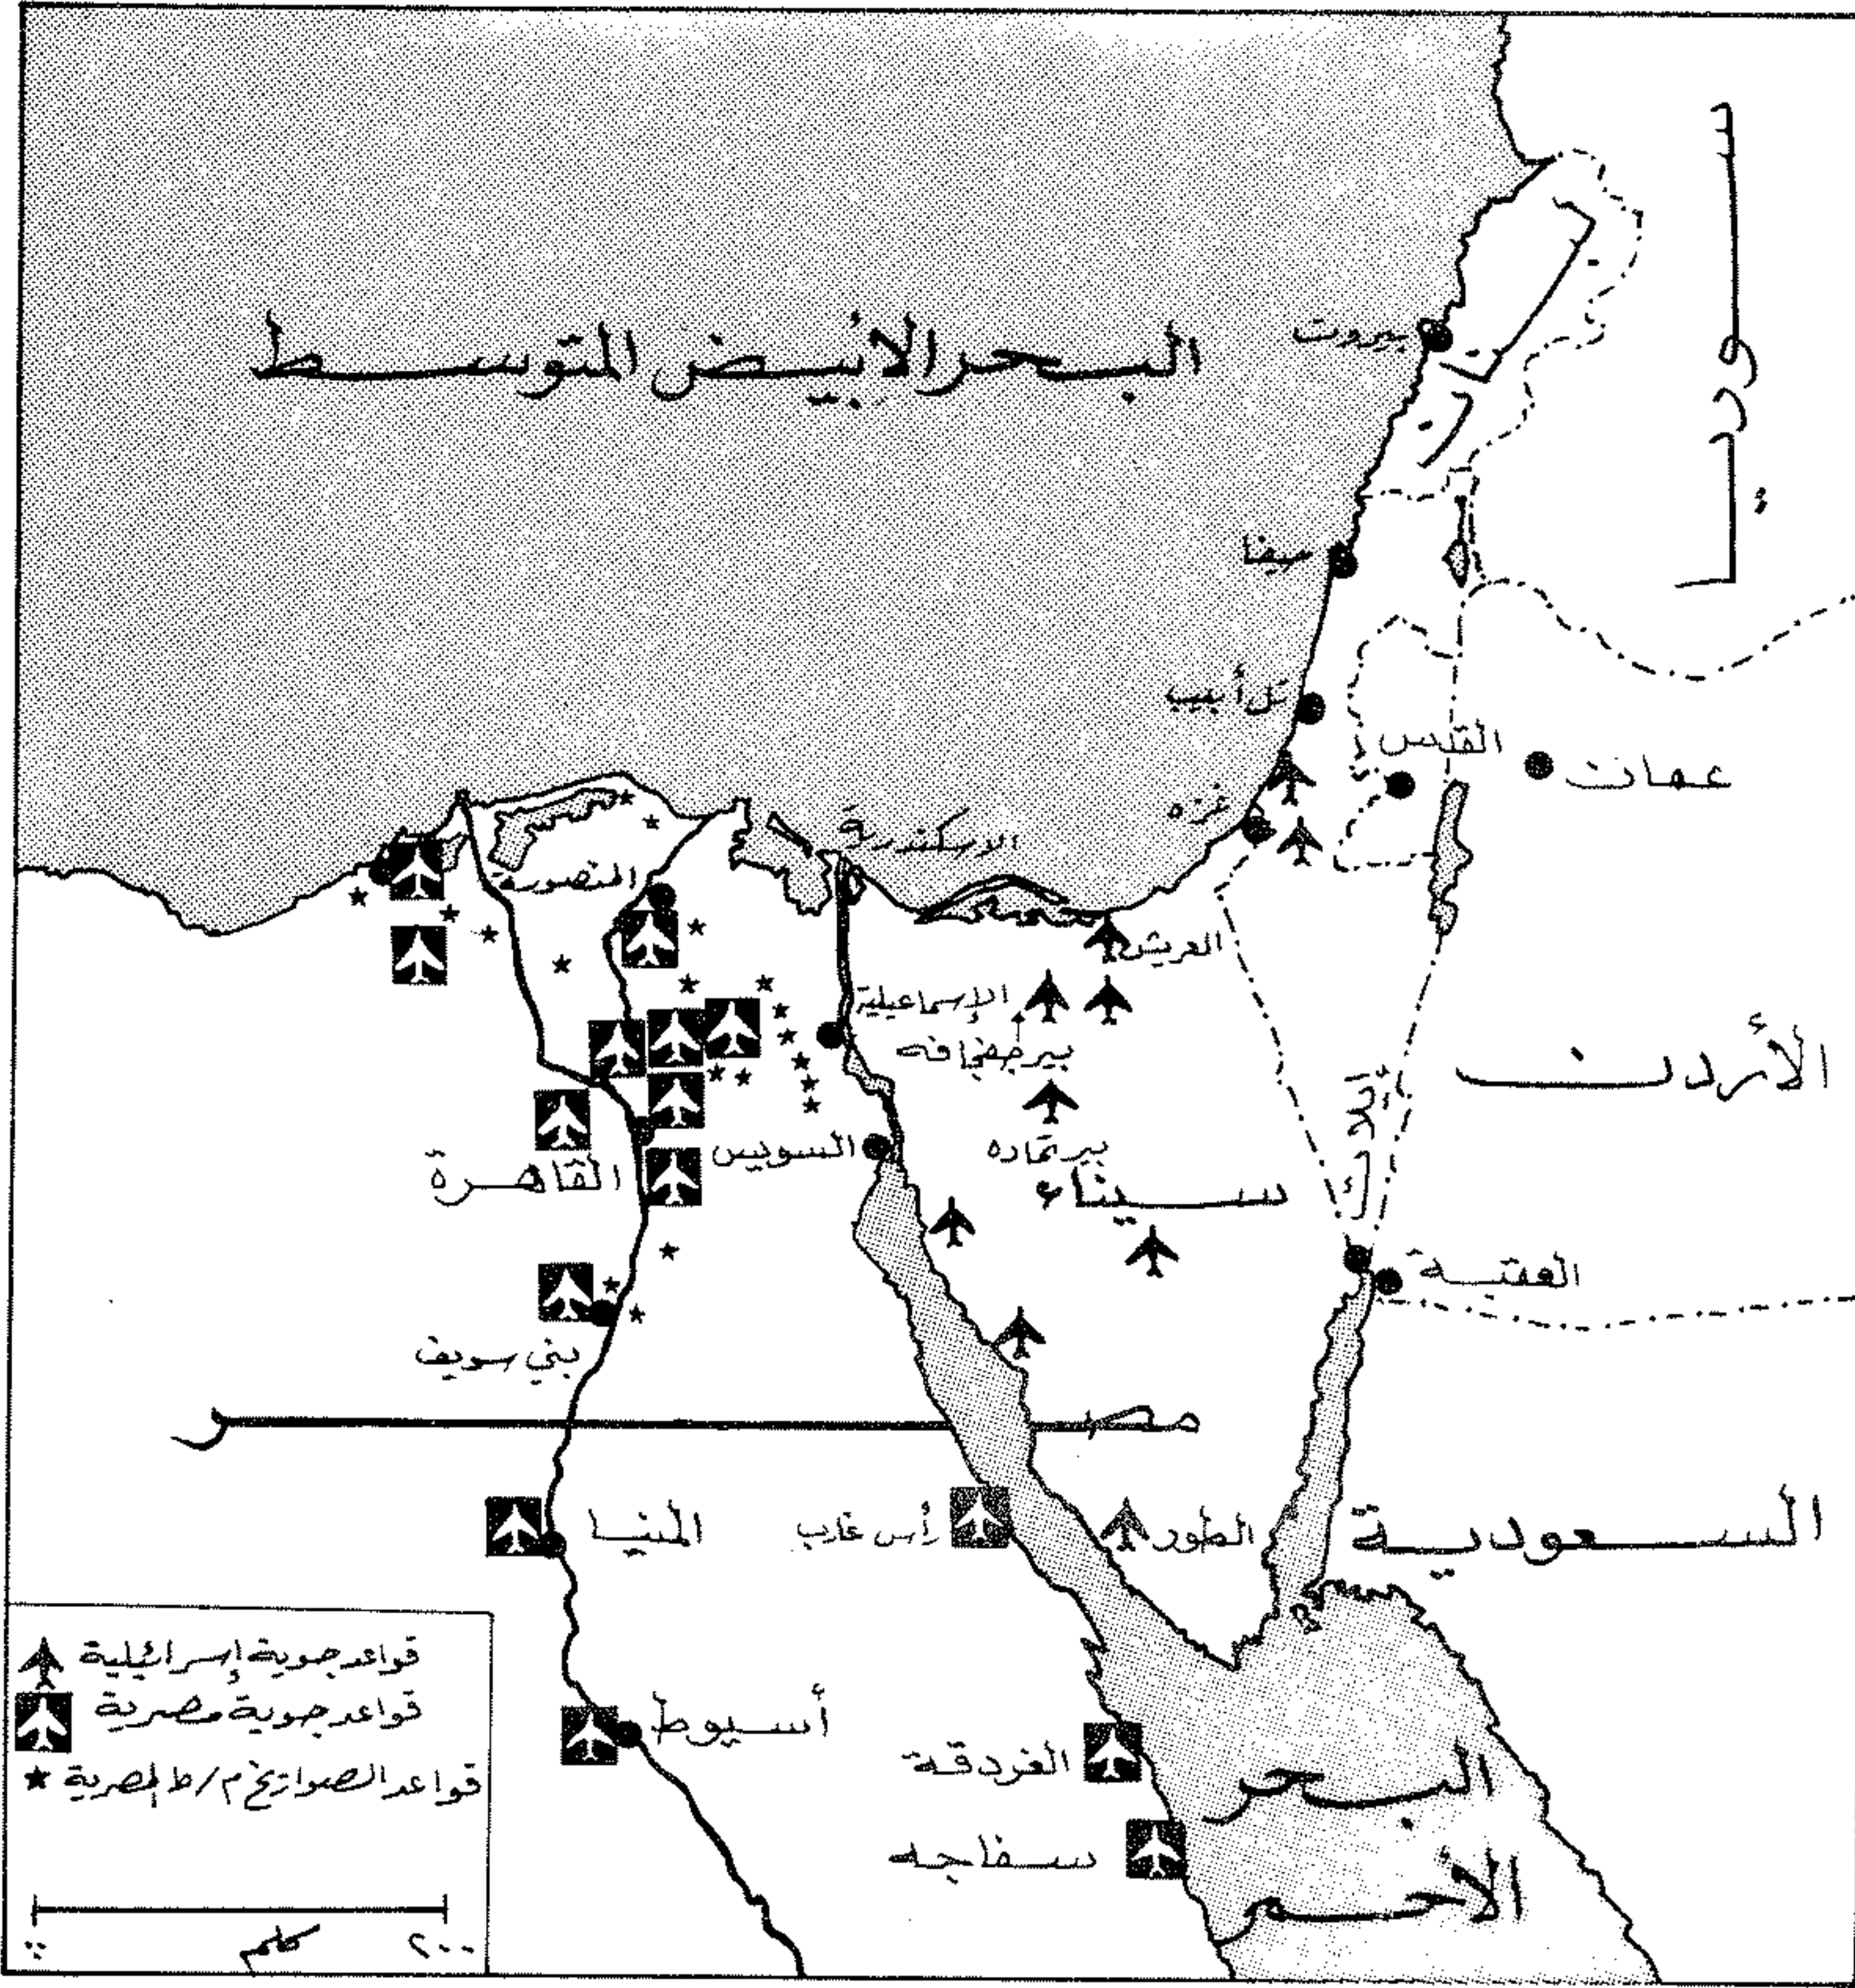 البحر الأبيض المتوسط
بيروت
حيفا
تل أبيب
القدس
عمان
غزه
الاسكندرية
المنصورة
العريش
الإسماعيلية
بير جفجافه
الأردن
إيلات
بير تماده
السويس
القاهرة
سيناء
العقبة
بني سويف
مصر
المنيا
رأس غارب
الطور
السعودية
أسيوط
الغردقة
سفاجه
البحر
الأحمر
قواعد جوية إسرائيلية
قواعد جوية مصرية
قواعد الصواريخ م/ط المصرية
كلم
٢٠٠